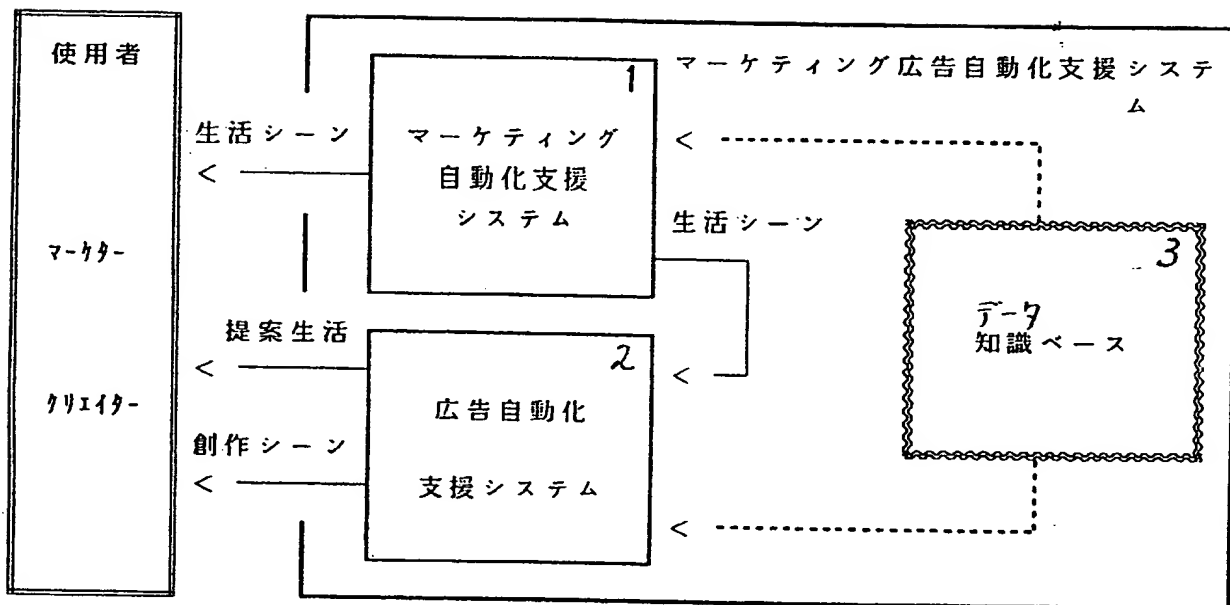 使用者
マーケター
クリエイター
生活シーン
提案生活
創作シーン
1
マーケティング
自動化支援
システム
2
広告自動化
支援システム
マーケティング広告自動化支援システ
ム
生活シーン
3
データ
知識ベース